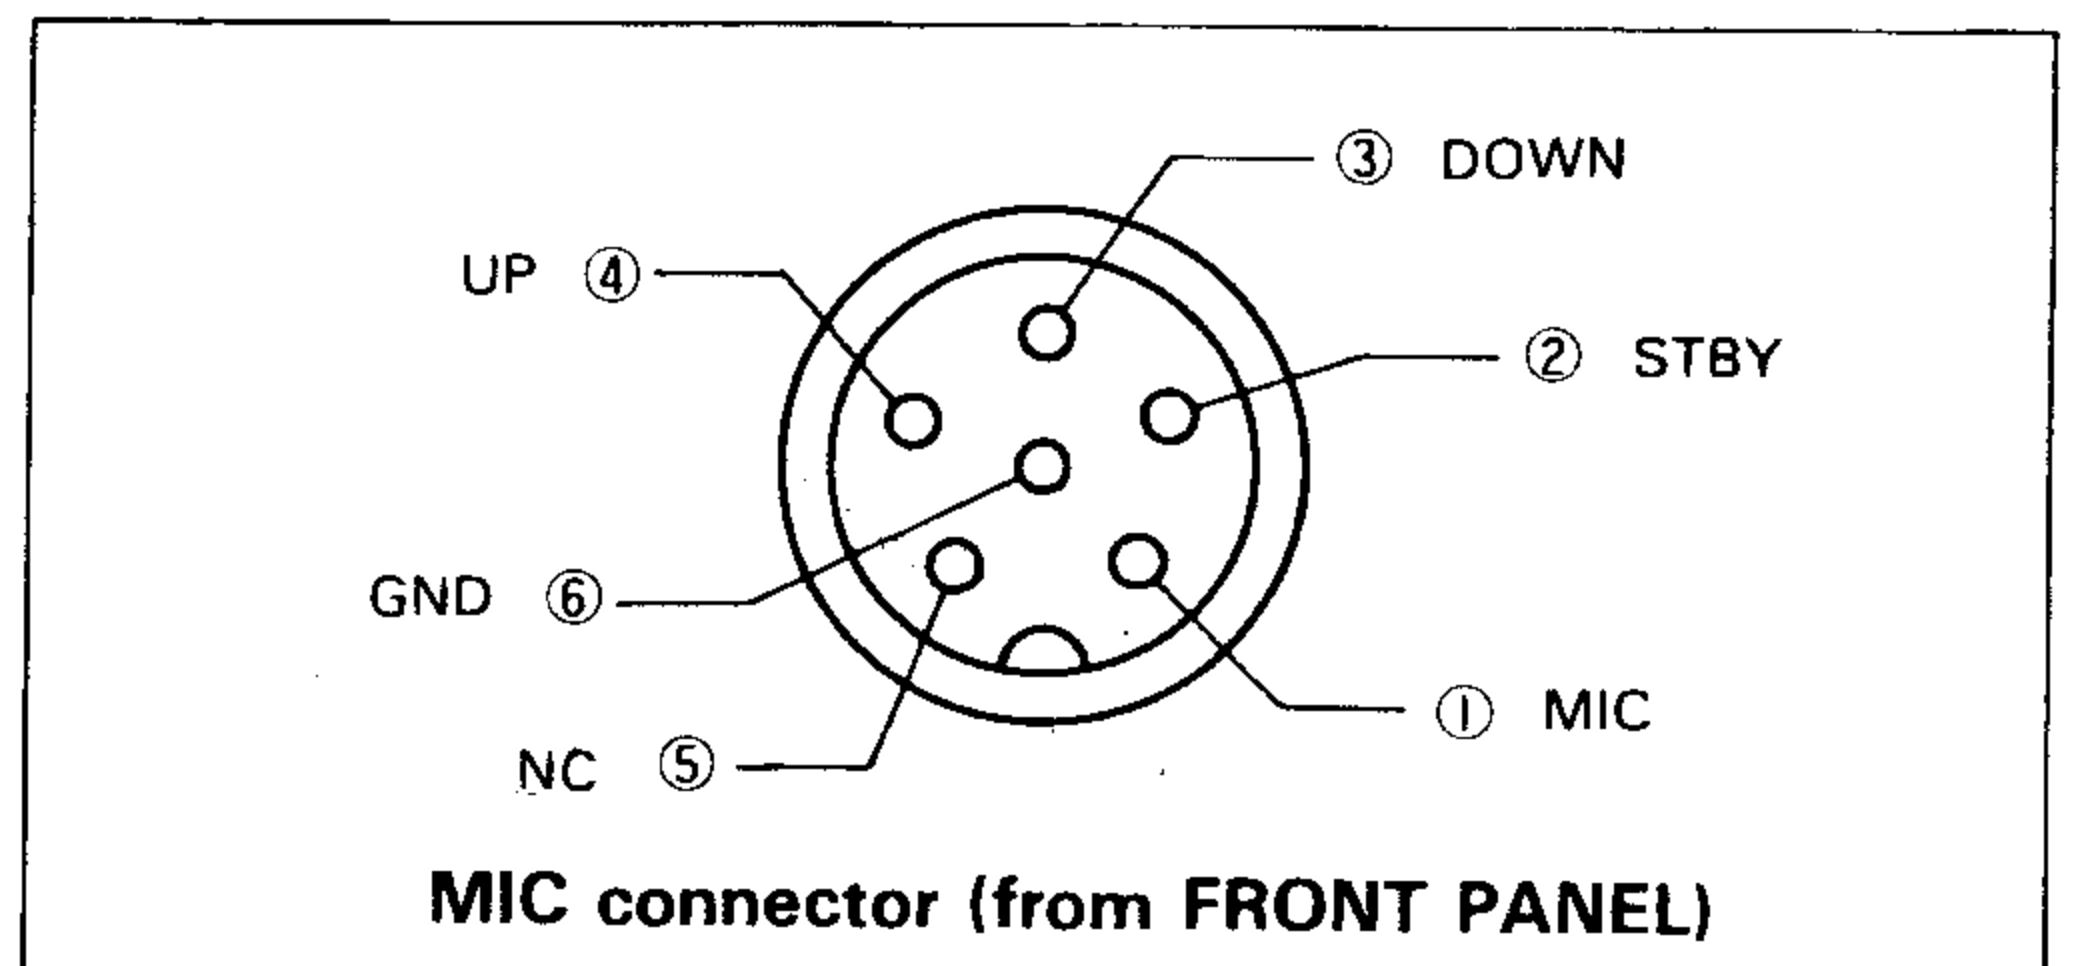 ③ DOWN
UP ④
② STBY
GND ⑥
① MIC
NC ⑤
MIC connector (from FRONT PANEL)